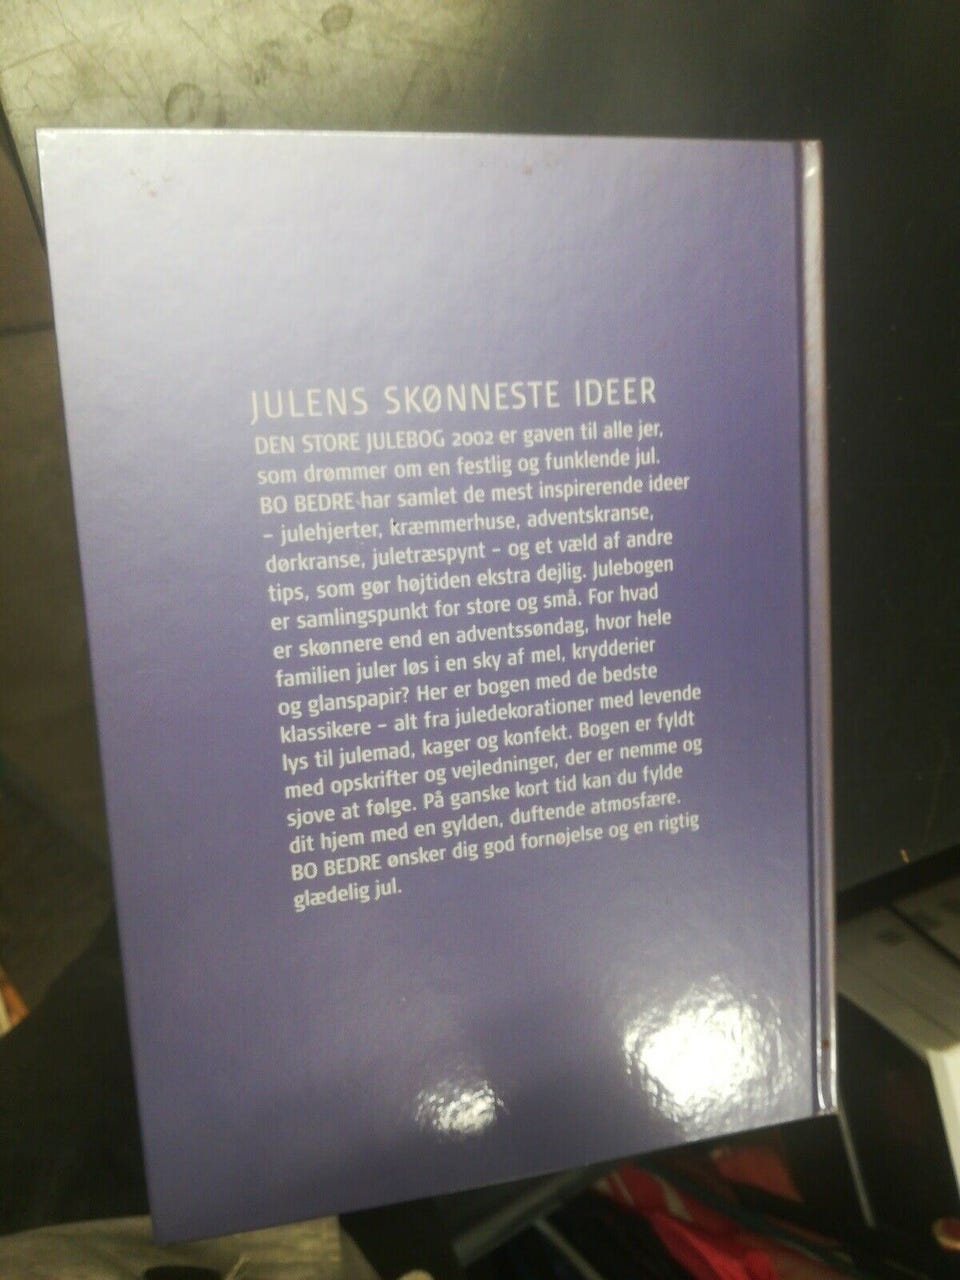 JULENS SKØNNESTE IDEER
DEN STORE JULEBOG 2002 er gaven til alle jer,
som drømmer om en festlig og funklende jul.
BO BEDRE har samlet de mest inspirerende ideer
– julehjerter, kræmmerhuse, adventskranse,
dørkranse, juletræspynt – og et væld af andre
tips, som gør højtiden ekstra dejlig. Julebogen
er samlingspunkt for store og små. For hvad
er skønnere end en adventssøndag, hvor hele
familien juler løs i en sky af mel, krydderier
og glanspapir? Her er bogen med de bedste
klassikere – alt fra juledekorationer med levende
lys til julemad, kager og konfekt. Bogen er fyldt
med opskrifter og vejledninger, der er nemme og
sjove at følge. På ganske kort tid kan du fylde
dit hjem med en gylden, duftende atmosfære.
BO BEDRE ønsker dig god fornøjelse og en rigtig
glædelig jul.